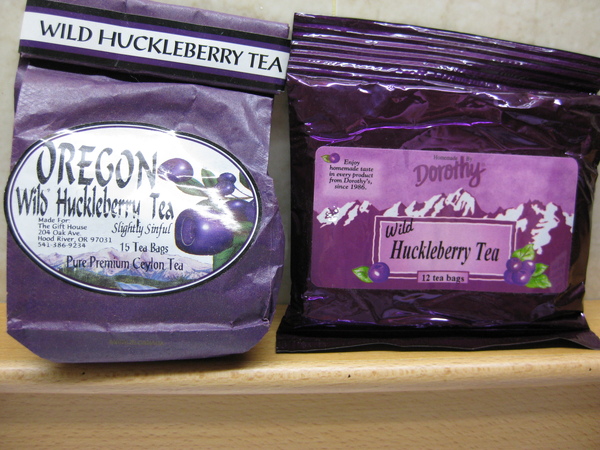 WILD HUCKLEBERRY TEA
OREGON
Wild Huckleberry Tea
Made For:
The Gift House
204 Oak Ave.
Hood River, OR 97031
541-386-9234
Slightly Sinful
15 Tea Bags
Pure Premium Ceylon Tea
Enjoy
homemade taste
in every product
from Dorothy's,
since 1986.
Homemade By
Dorothy
Wild
Huckleberry Tea
12 tea bags